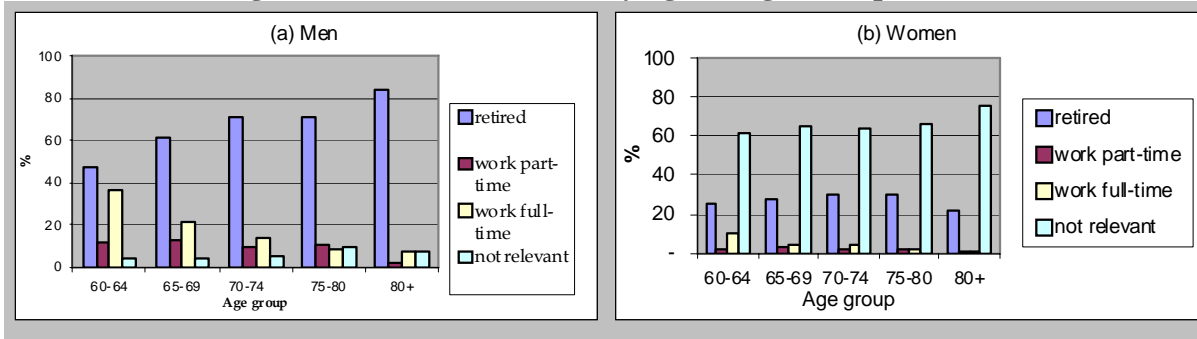 (a) Men
100
80
60
40
20
0
%
60-64 65-69 70-74 75-80 80+
Age group
retired
work part-
time
work full-
time
not relevant
(b) Women
100
80
60
40
20
-
%
60-64 65-69 70-74 75-80 80+
Age group
retired
work part-time
work full-time
not relevant